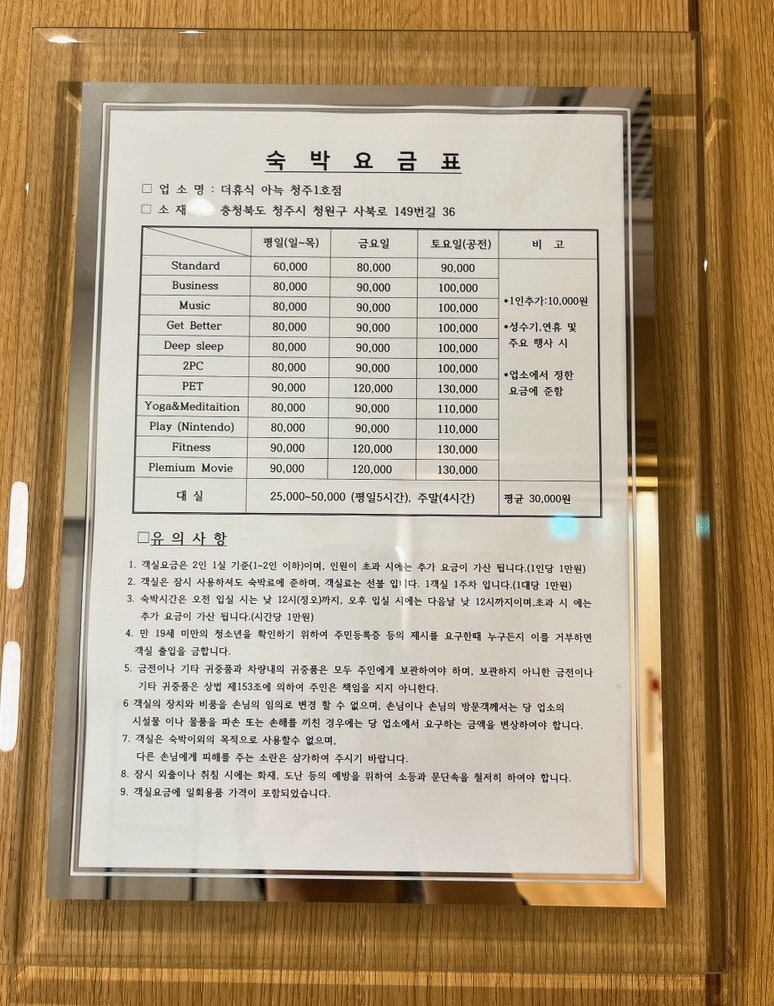 숙 박 요 금 표
□ 업 소 명 : 더휴식 아늑 청주1호점
□ 소 재 충청북도 청주시 청원구 사북로 149번길 36
평일(일~목) 금요일 토요일(공전) 비 고
Standard 60,000 80,000 90,000
Business 80,000 90,000 100,000
Music 80,000 90,000 100,000
•1인추가:10,000원
Get Better 80,000 90,000 100,000
•성수기,연휴 및
Deep sleep 80,000 90,000 100,000
주요 행사 시
2PC 80,000 90,000 100,000
•업소에서 정한
PET 90,000 120,000 130,000
요금에 준함
Yoga&Meditaition 80,000 90,000 110,000
Play (Nintendo) 80,000 90,000 110,000
Fitness 90,000 120,000 130,000
Plemium Movie 90,000 120,000 130,000
대 실 25,000~50,000 (평일5시간), 주말(4시간) 평균 30,000원
□유 의 사 항
1. 객실요금은 2인 1실 기준(1~2인 이하)이며, 인원이 초과 시에는 추가 요금이 가산 됩니다.(1인당 1만원)
2. 객실은 잠시 사용하셔도 숙박료에 준하며, 객실료는 선불 입니다. 1객실 1주차 입니다.(1대당 1만원)
3. 숙박시간은 오전 입실 시는 낮 12시(정오)까지, 오후 입실 시에는 다음날 낮 12시까지이며,초과 시 에는
추가 요금이 가산 됩니다.(시간당 1만원)
4. 만 19세 미만의 청소년을 확인하기 위하여 주민등록증 등의 제시를 요구한때 누구든지 이를 거부하면
객실 출입을 금합니다.
5. 금전이나 기타 귀중품과 차량내의 귀중품은 모두 주인에게 보관하여야 하며, 보관하지 아니한 금전이나
기타 귀중품은 상법 제153조에 의하여 주인은 책임을 지지 아니한다.
6 객실의 장치와 비품을 손님의 임의로 변경 할 수 없으며, 손님이나 손님의 방문객께서는 당 업소의
시설물 이나 물품을 파손 또는 손해를 끼친 경우에는 당 업소에서 요구하는 금액을 변상하여야 합니다.
7. 객실은 숙박이외의 목적으로 사용할수 없으며,
다른 손님에게 피해를 주는 소란은 삼가하여 주시기 바랍니다.
8. 잠시 외출이나 취침 시에는 화재, 도난 등의 예방을 위하여 소등과 문단속을 철저히 하여야 합니다.
9. 객실요금에 일회용품 가격이 포함되었습니다.